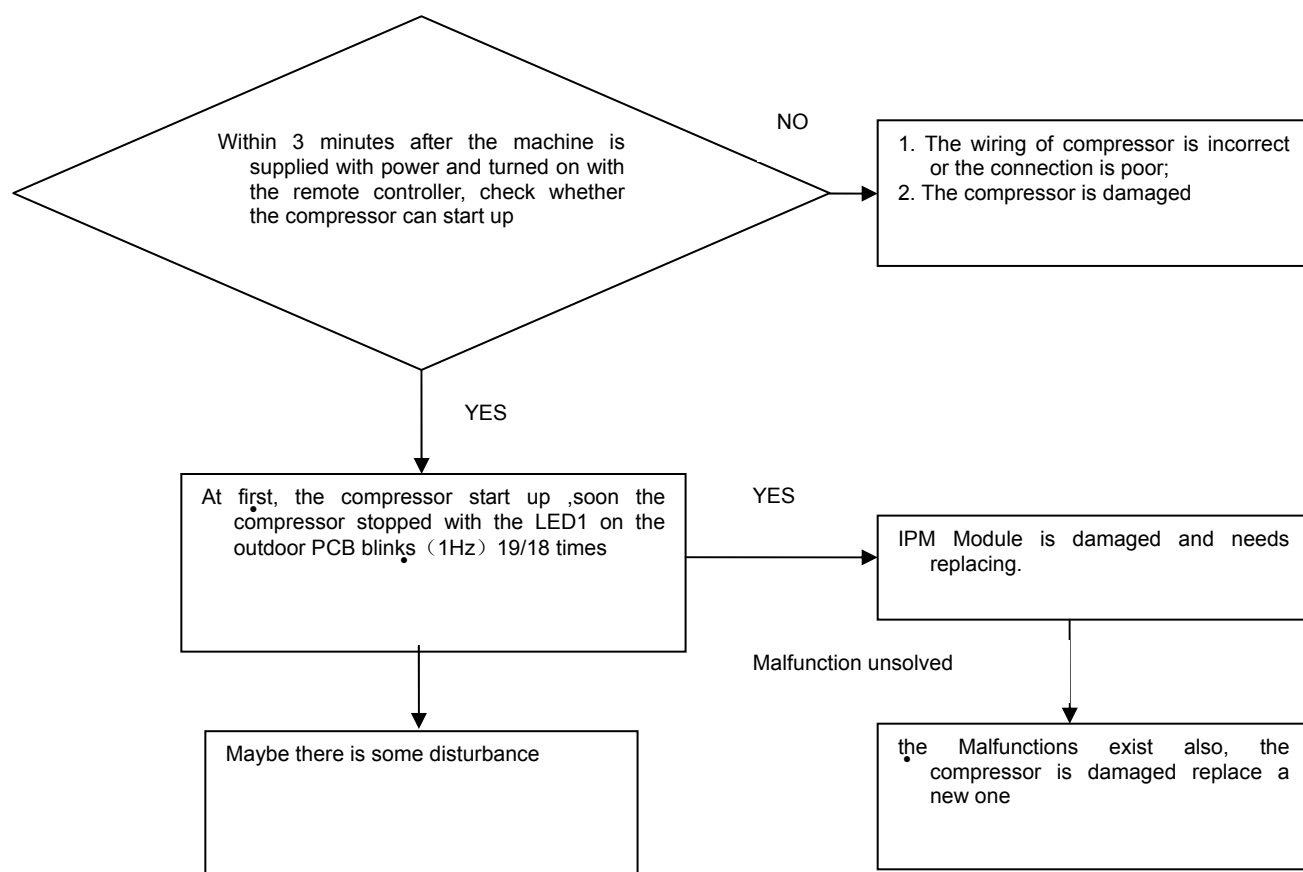 Within 3 minutes after the machine is
supplied with power and turned on with
the remote controller, check whether
the compressor can start up
NO
1. The wiring of compressor is incorrect
or the connection is poor;
2. The compressor is damaged
YES
At first, the compressor start up ,soon the
compressor stopped with the LED1 on the
outdoor PCB blinks（1Hz）19/18 times
YES
IPM Module is damaged and needs
replacing.
Malfunction unsolved
Maybe there is some disturbance
the Malfunctions exist also, the
compressor is damaged replace a
new one